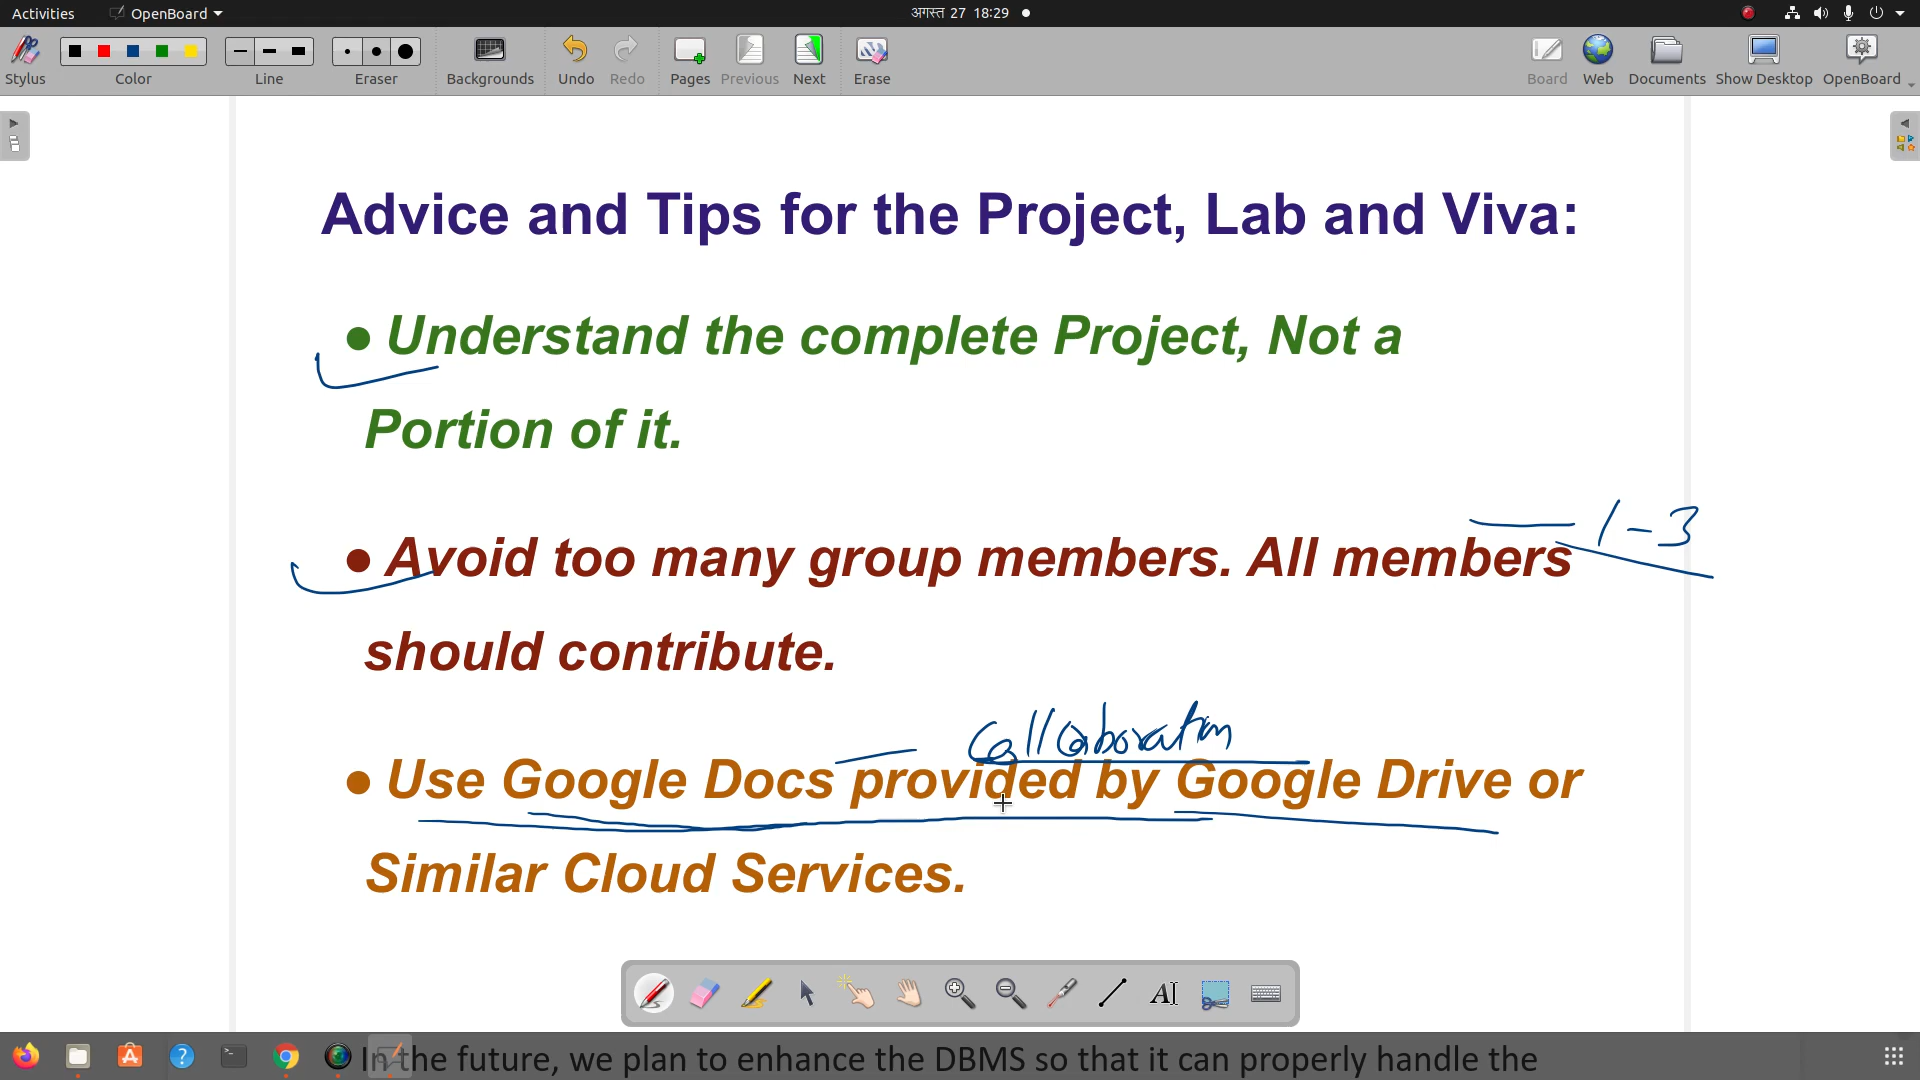 Activities OpenBoard अगस्त 27 18:29
Stylus Color Line Eraser Backgrounds Undo Redo Pages Previous Next Erase Board Web Documents Show Desktop OpenBoard
Advice and Tips for the Project, Lab and Viva:
● Understand the complete Project, Not a
Portion of it.
1-3
● Avoid too many group members. All members
should contribute.
Collaboration
● Use Google Docs provided by Google Drive or
Similar Cloud Services.
In the future, we plan to enhance the DBMS so that it can properly handle the